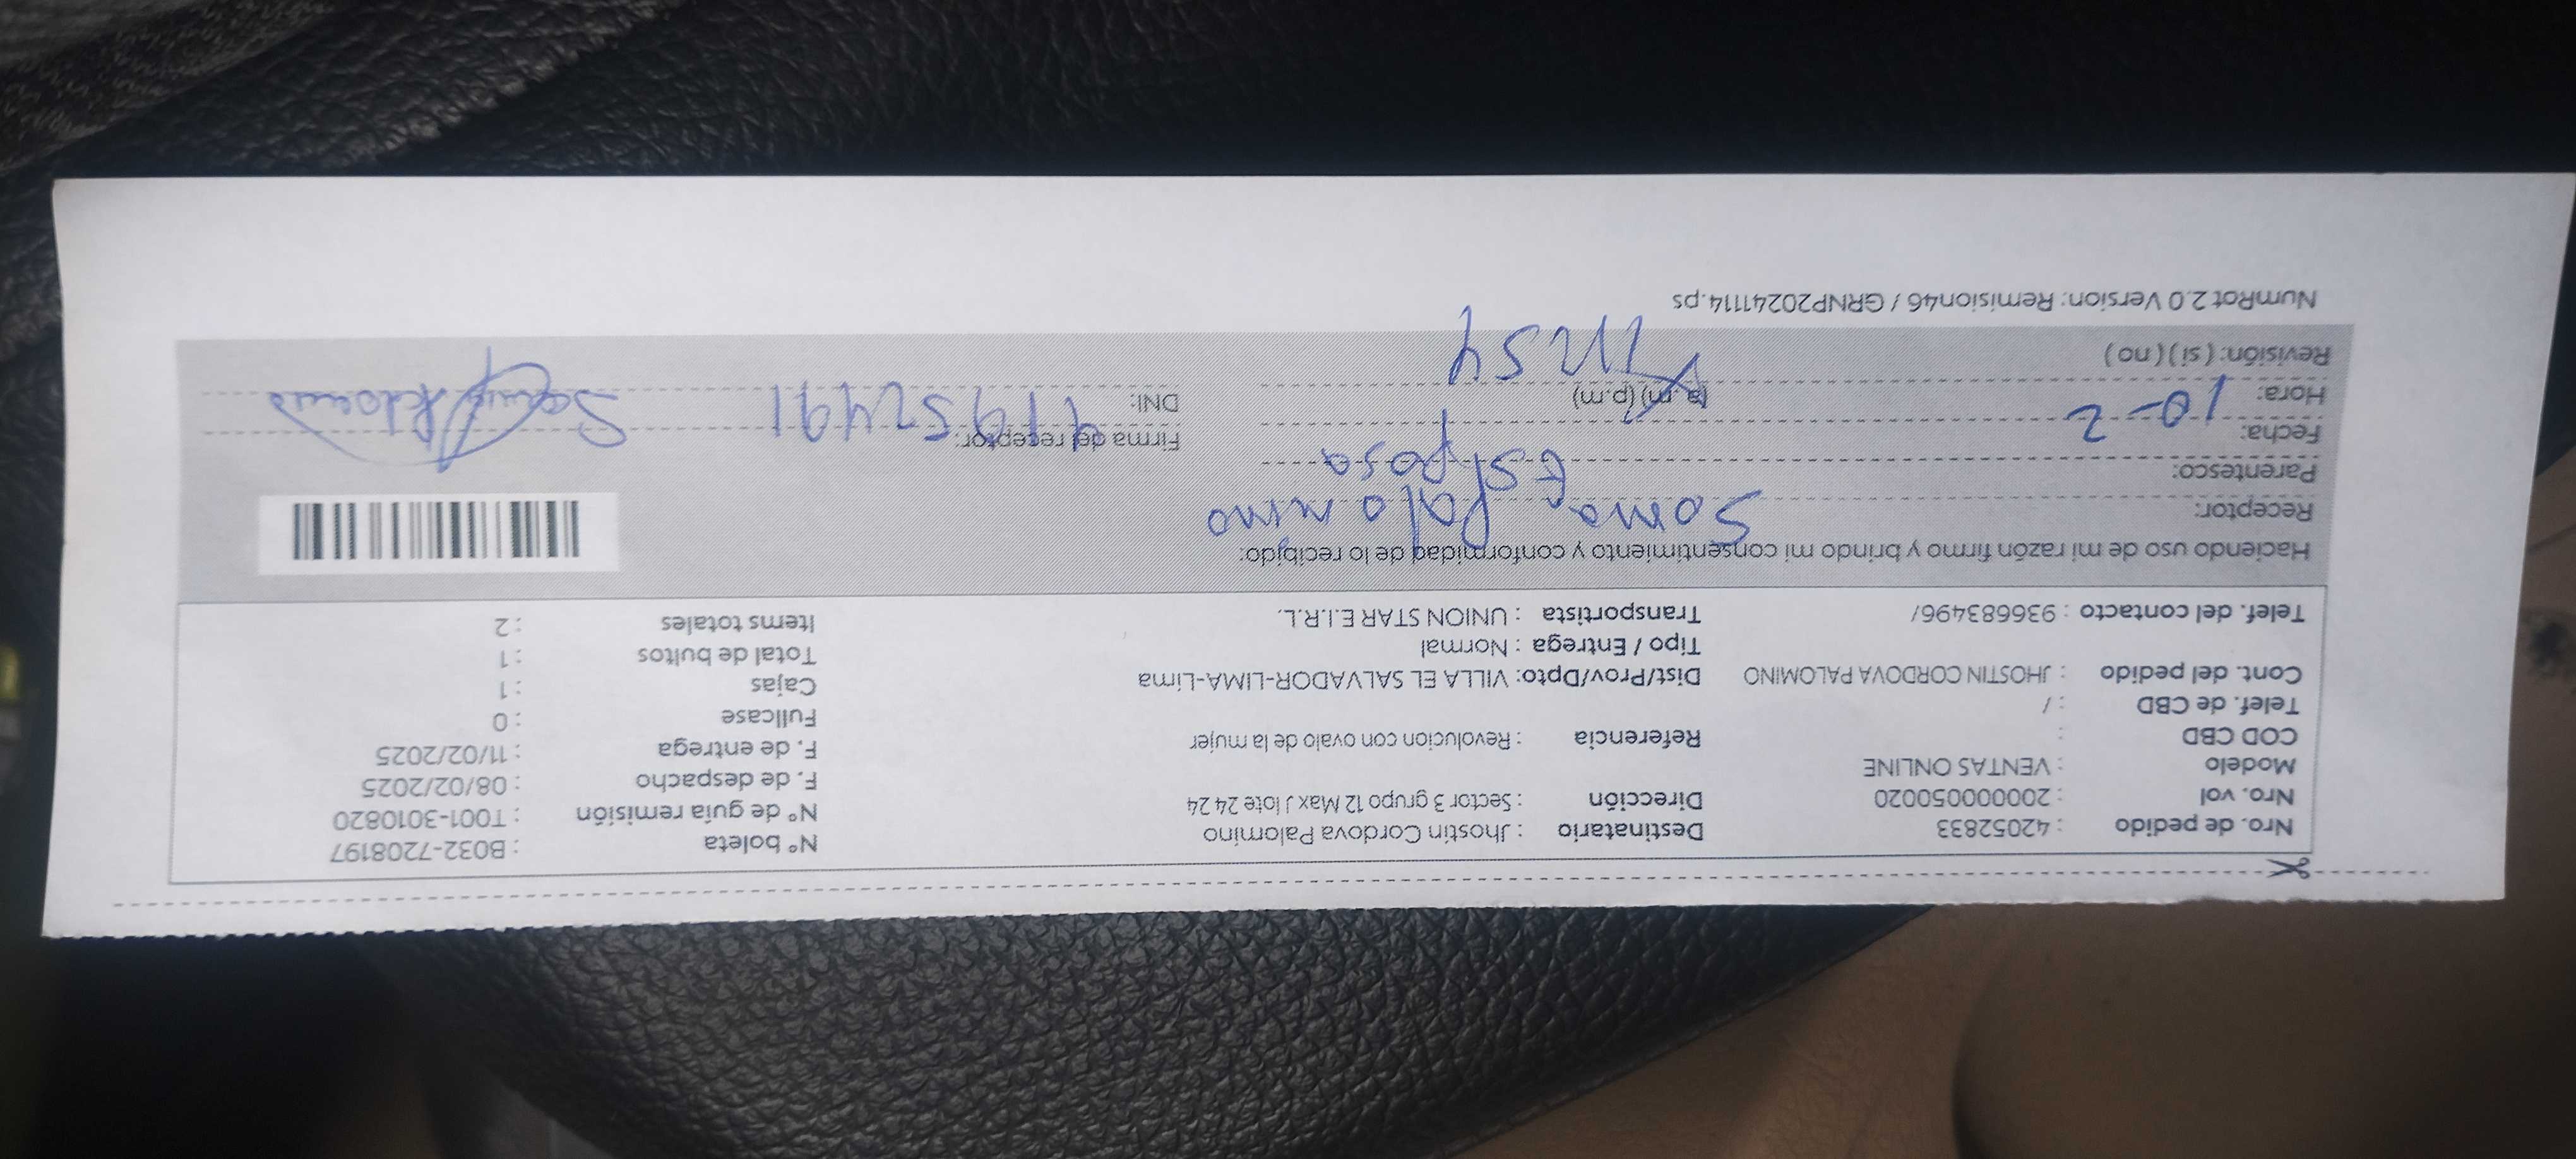 Nro. de pedido : 42052833
Nro. vol : 20000050000020
Modelo : VENTAS ONLINE
COD CBD :
Telef. de CBD : /
Cont. del pedido : JHOSTIN CORDOVA PALOMINO
Telef. del contacto : 936683496/
Destinatario : Jhostin Cordova Palomino
Dirección : Sector 3 grupo 12 Max J lote 24 24
Referencia : Revolucion con ovalo de la mujer
Dist/Prov/Dpto: VILLA EL SALVADOR-LIMA-Lima
Tipo / Entrega : Normal
Transportista : UNION STAR E.I.R.L.
N° boleta : B032-7208197
N° de guía remisión : T001-3010820
F. de despacho : 08/02/2025
F. de entrega : 11/02/2025
Fullcase : 0
Cajas : 1
Total de bultos : 1
Items totales : 2
Haciendo uso de mi razón firmo y brindo mi consentimiento y conformidad de lo recibido:
Receptor: Palomino
Parentesco: Esposa
Fecha: 10-2
Hora: (a.m) (p.m)
Revisión: ( si ) ( no )
Firma del receptor:
DNI:
NumRot 2.0 Version: Remision46 / GRNP20241114.ps